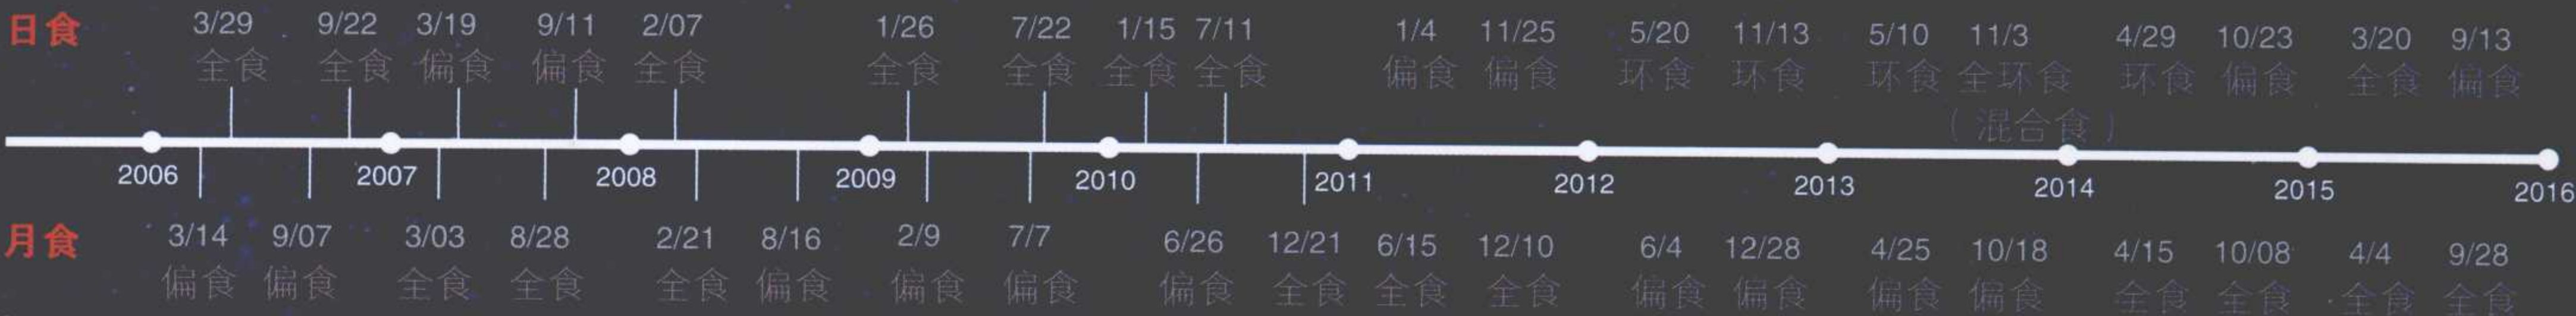 日食 3/29 9/22 3/19 9/11 2/07 1/26 7/22 1/15 7/11 1/4 11/25 5/20 11/13 5/10 11/3 4/29 10/23 3/20 9/13
全食 全食 偏食 偏食 全食 全食 全食 全食 全食 偏食 偏食 环食 环食 环食 全环食 环食 偏食 全食 偏食
(混合食)
2006 2007 2008 2009 2010 2011 2012 2013 2014 2015 2016
月食 3/14 9/07 3/03 8/28 2/21 8/16 2/9 7/7 6/26 12/21 6/15 12/10 6/4 12/28 4/25 10/18 4/15 10/08 4/4 9/28
偏食 偏食 全食 全食 全食 偏食 偏食 偏食 偏食 全食 全食 全食 偏食 偏食 偏食 偏食 全食 全食 全食 全食